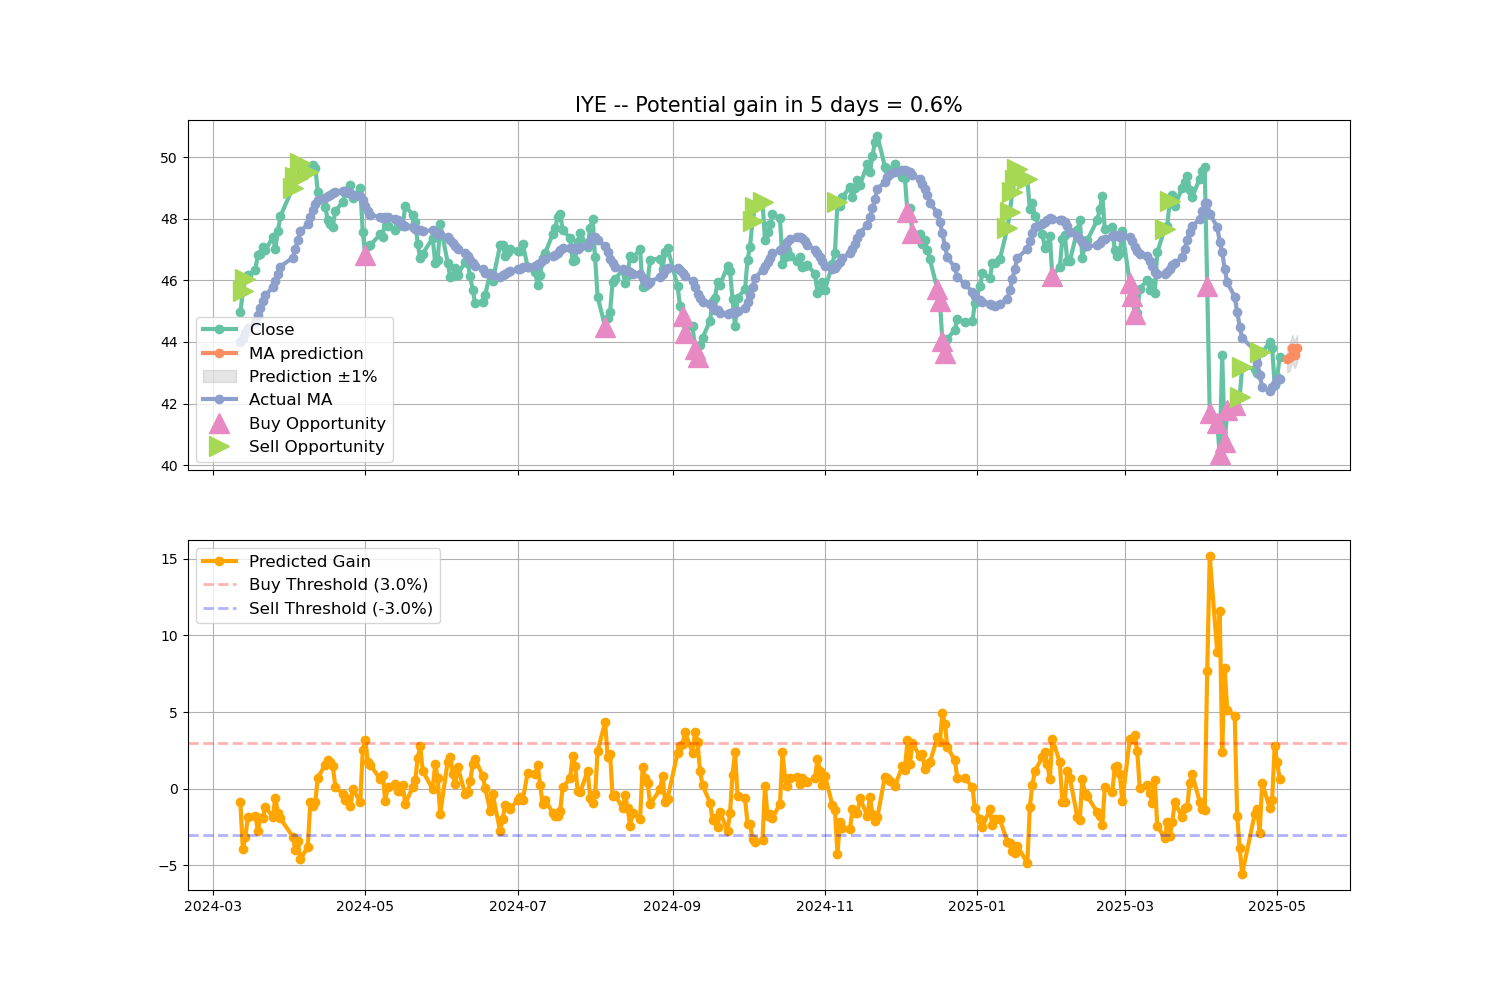 IYE -- Potential gain in 5 days = 0.6%
50
48
46
44
42
40
Close
MA prediction
Prediction ±1%
Actual MA
Buy Opportunity
Sell Opportunity
15
10
5
0
−5
Predicted Gain
Buy Threshold (3.0%)
Sell Threshold (-3.0%)
2024-03 2024-05 2024-07 2024-09 2024-11 2025-01 2025-03 2025-05